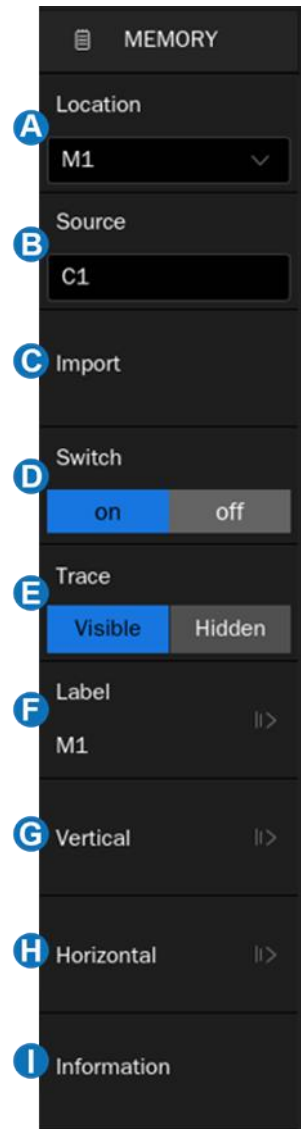 MEMORY
Location
A
M1
Source
B
C1
C Import
Switch
D
on off
Trace
E
Visible Hidden
Label
F
M1
G Vertical
H Horizontal
I Information